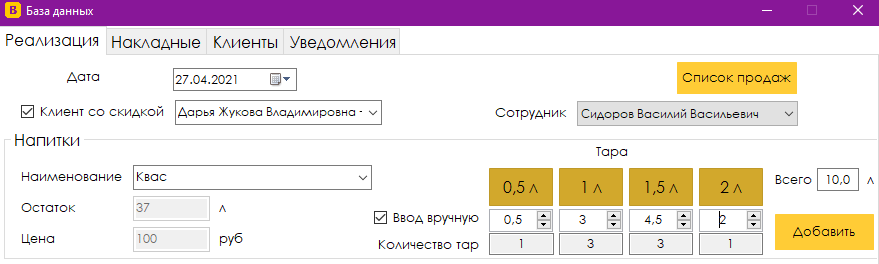 B База данных
Реализация Накладные Клиенты Уведомления
Дата 27.04.2021 Список продаж
Клиент со скидкой Дарья Жукова Владимировна - Сотрудник Сидоров Василий Васильевич
Напитки
Тара
Наименование Квас 0,5 л 1 л 1,5 л 2 л Всего 10,0 л
Остаток 37 л Ввод вручную 0,5 3 4,5 2 Добавить
Цена 100 руб Количество тар 1 3 3 1